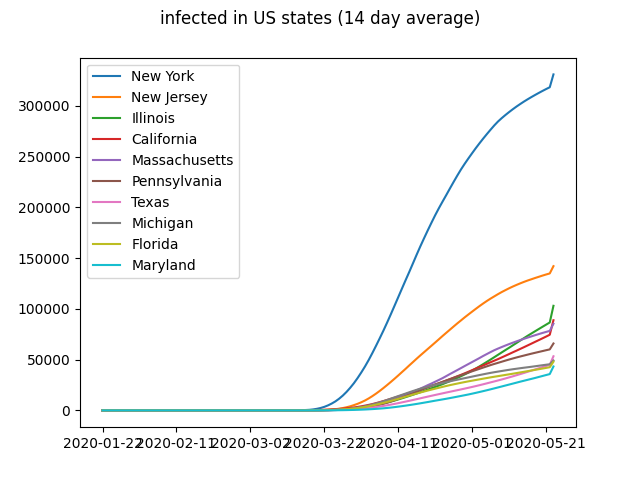 infected in US states (14 day average)
New York
New Jersey
Illinois
California
Massachusetts
Pennsylvania
Texas
Michigan
Florida
Maryland
300000
250000
200000
150000
100000
50000
0
2020-01-22 2020-02-11 2020-03-02 2020-03-22 2020-04-11 2020-05-01 2020-05-21